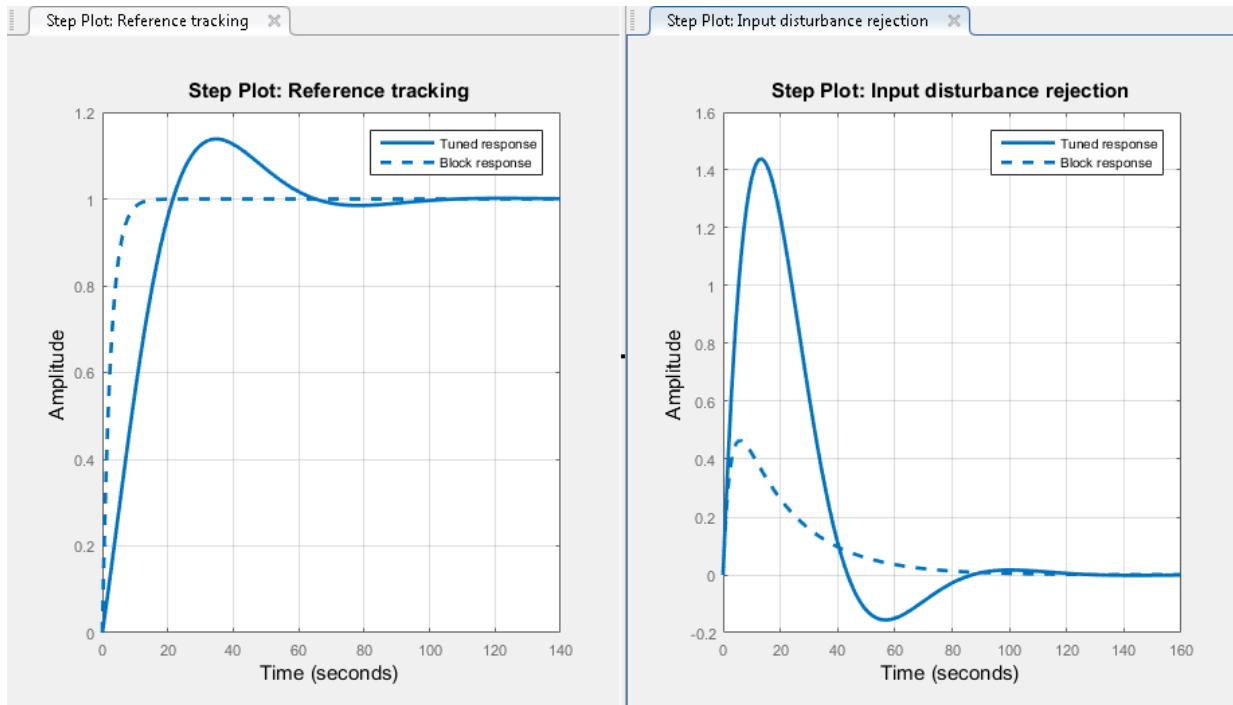 Step Plot: Reference tracking
Step Plot: Input disturbance rejection
Step Plot: Reference tracking
1.2
1
0.8
0.6
0.4
0.2
0
Amplitude
Tuned response
Block response
0 20 40 60 80 100 120 140
Time (seconds)
Step Plot: Input disturbance rejection
1.6
1.4
1.2
1
0.8
0.6
0.4
0.2
0
-0.2
Amplitude
Tuned response
Block response
0 20 40 60 80 100 120 140 160
Time (seconds)